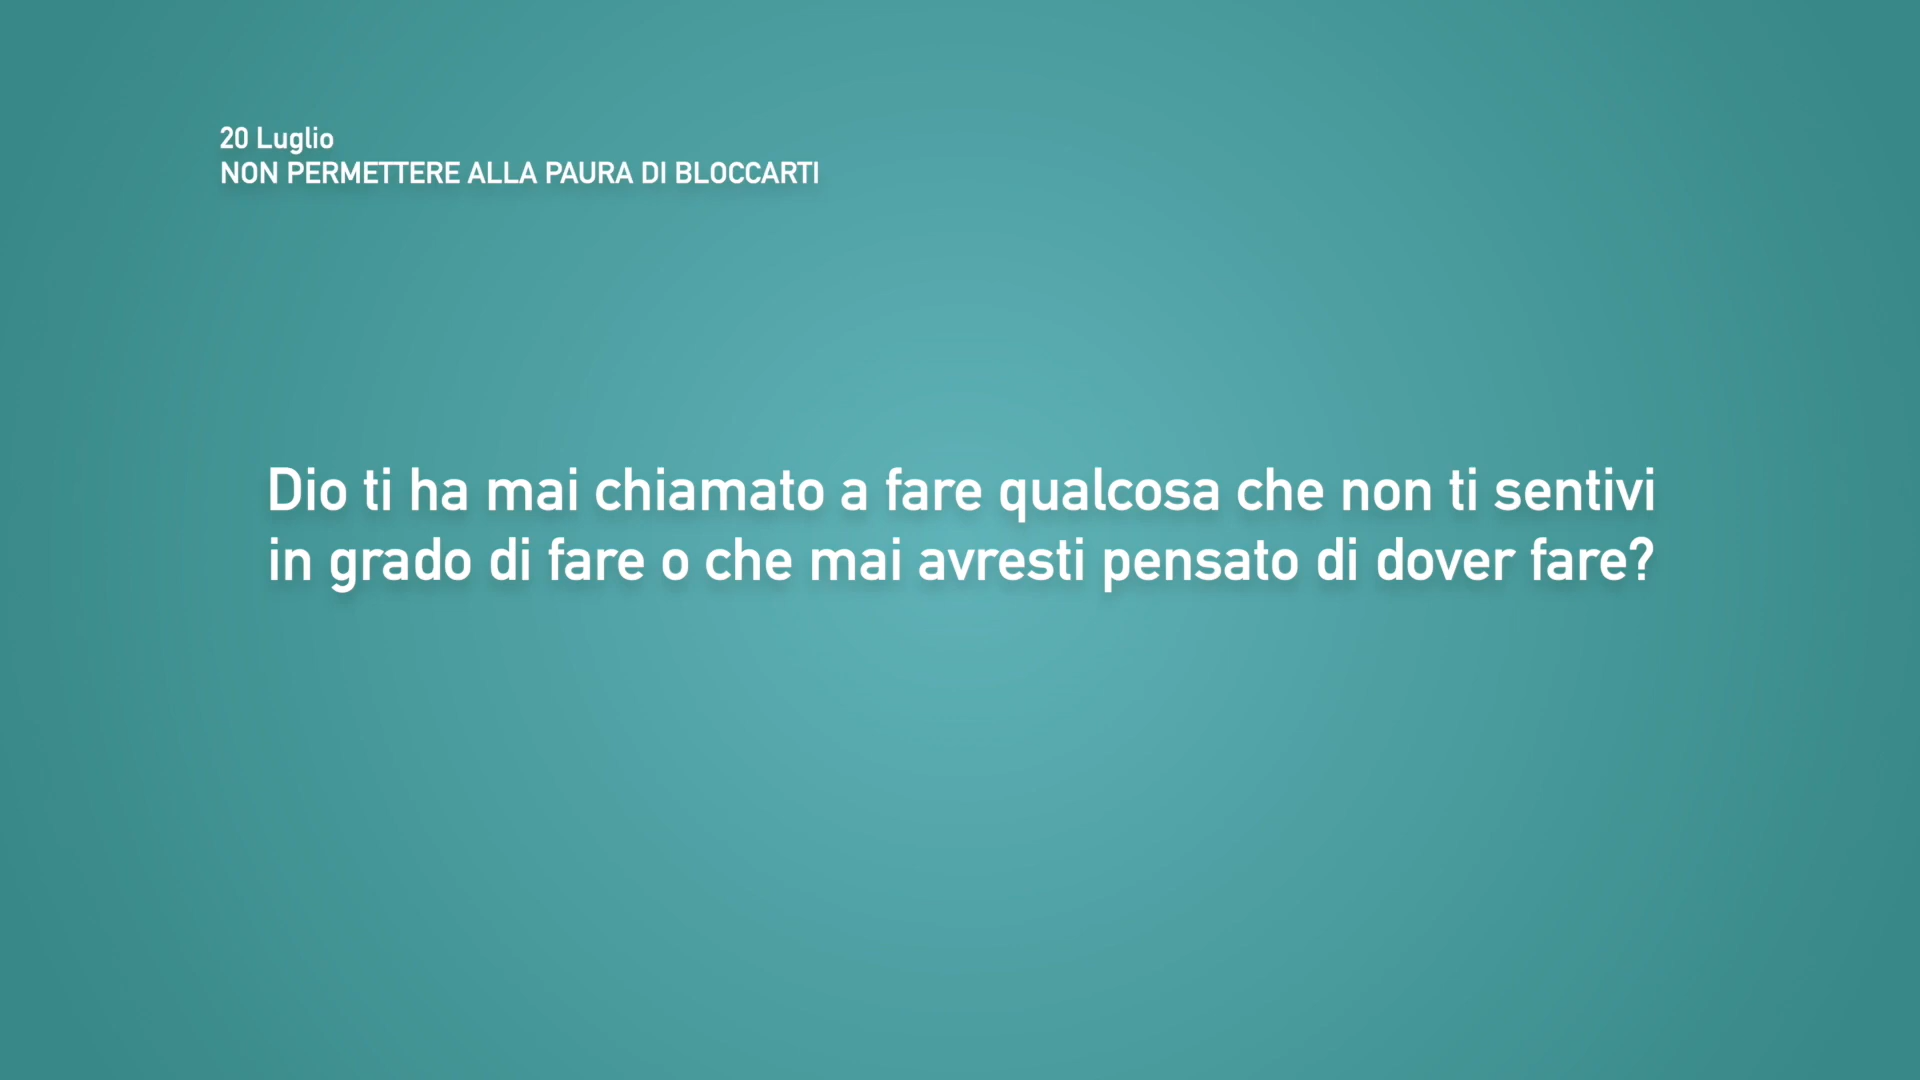 20 Luglio
NON PERMETTERE ALLA PAURA DI BLOCCARTI
Dio ti ha mai chiamato a fare qualcosa che non ti sentivi
in grado di fare o che mai avresti pensato di dover fare?